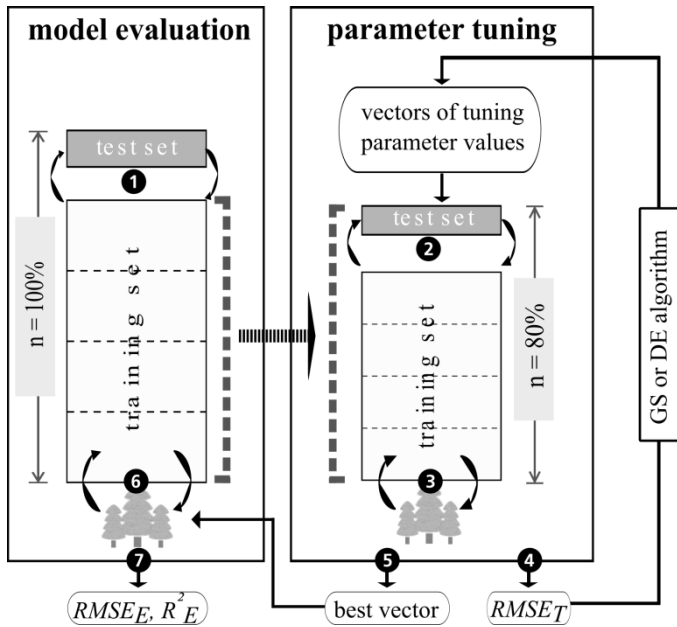 model evaluation
test set
1
training set
n = 100%
6
7
RMSE_E, R²_E
parameter tuning
vectors of tuning
parameter values
test set
2
training set
n = 80%
3
5
4
best vector
RMSE_T
GS or DE algorithm